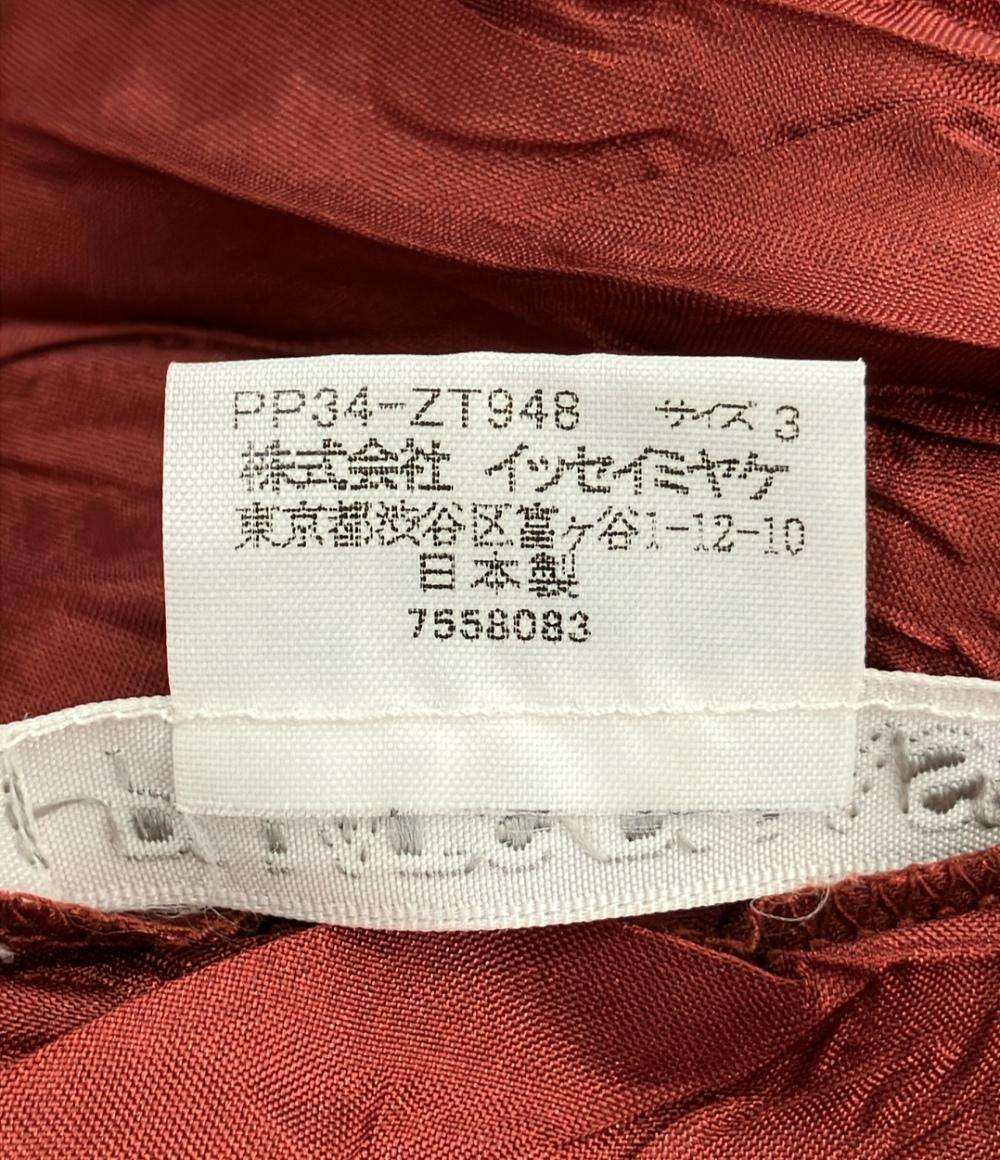 PP34-ZT948 サイズ 3
株式会社 イッセイミヤケ
東京都渋谷区富ヶ谷1-12-10
日本製
7558083